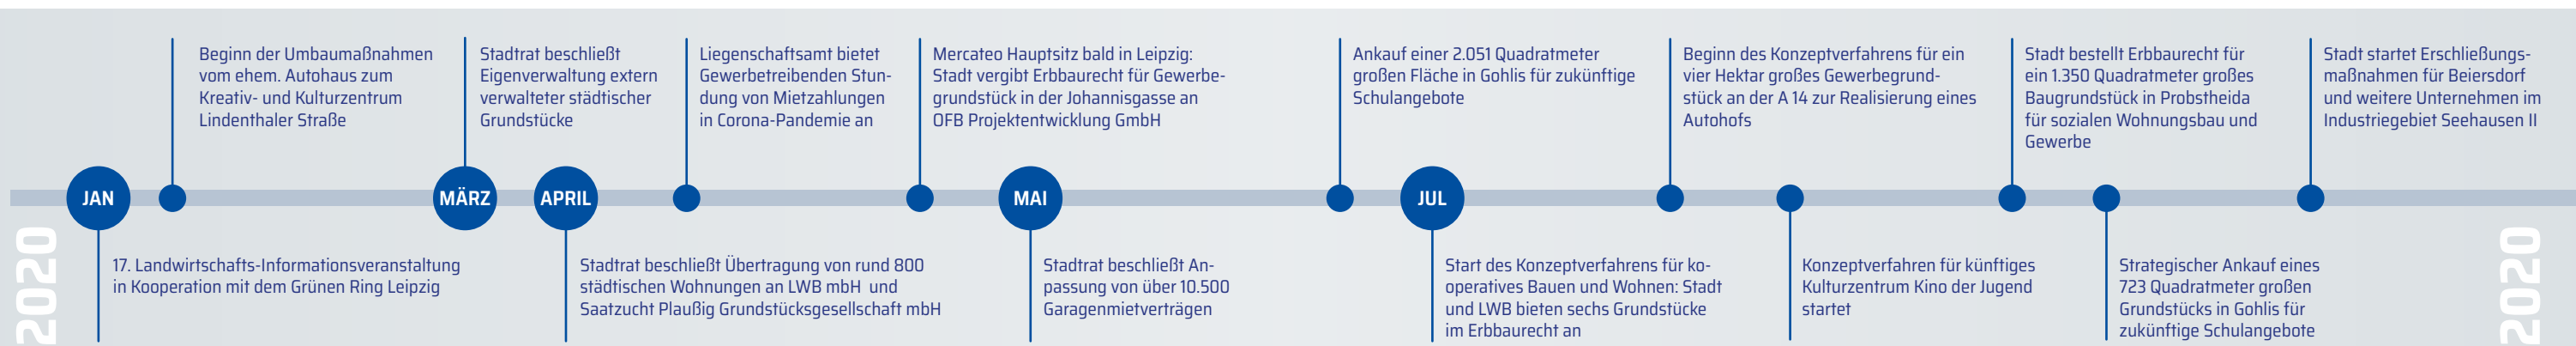 Beginn der Umbaumaßnahmen
vom ehem. Autohaus zum
Kreativ- und Kulturzentrum
Lindenthaler Straße
Stadtrat beschließt
Eigenverwaltung extern
verwalteter städtischer
Grundstücke
Liegenschaftsamt bietet
Gewerbetreibenden Stun-
dung von Mietzahlungen
in Corona-Pandemie an
Mercateo Hauptsitz bald in Leipzig:
Stadt vergibt Erbbaurecht für Gewerbe-
grundstück in der Johannisgasse an
OFB Projektentwicklung GmbH
Ankauf einer 2.051 Quadratmeter
großen Fläche in Gohlis für zukünftige
Schulangebote
Beginn des Konzeptverfahrens für ein
vier Hektar großes Gewerbegrund-
stück an der A 14 zur Realisierung eines
Autohofs
Stadt bestellt Erbbaurecht für
ein 1.350 Quadratmeter großes
Baugrundstück in Probstheida
für sozialen Wohnungsbau und
Gewerbe
Stadt startet Erschließungs-
maßnahmen für Beiersdorf
und weitere Unternehmen im
Industriegebiet Seehausen II
JAN
MÄRZ
APRIL
MAI
JUL
2020
17. Landwirtschafts-Informationsveranstaltung
in Kooperation mit dem Grünen Ring Leipzig
Stadtrat beschließt Übertragung von rund 800
städtischen Wohnungen an LWB mbH und
Saatzucht Plaußig Grundstücksgesellschaft mbH
Stadtrat beschließt An-
passung von über 10.500
Garagenmietverträgen
Start des Konzeptverfahrens für ko-
operatives Bauen und Wohnen: Stadt
und LWB bieten sechs Grundstücke
im Erbbaurecht an
Konzeptverfahren für künftiges
Kulturzentrum Kino der Jugend
startet
Strategischer Ankauf eines
723 Quadratmeter großen
Grundstücks in Gohlis für
zukünftige Schulangebote
2020